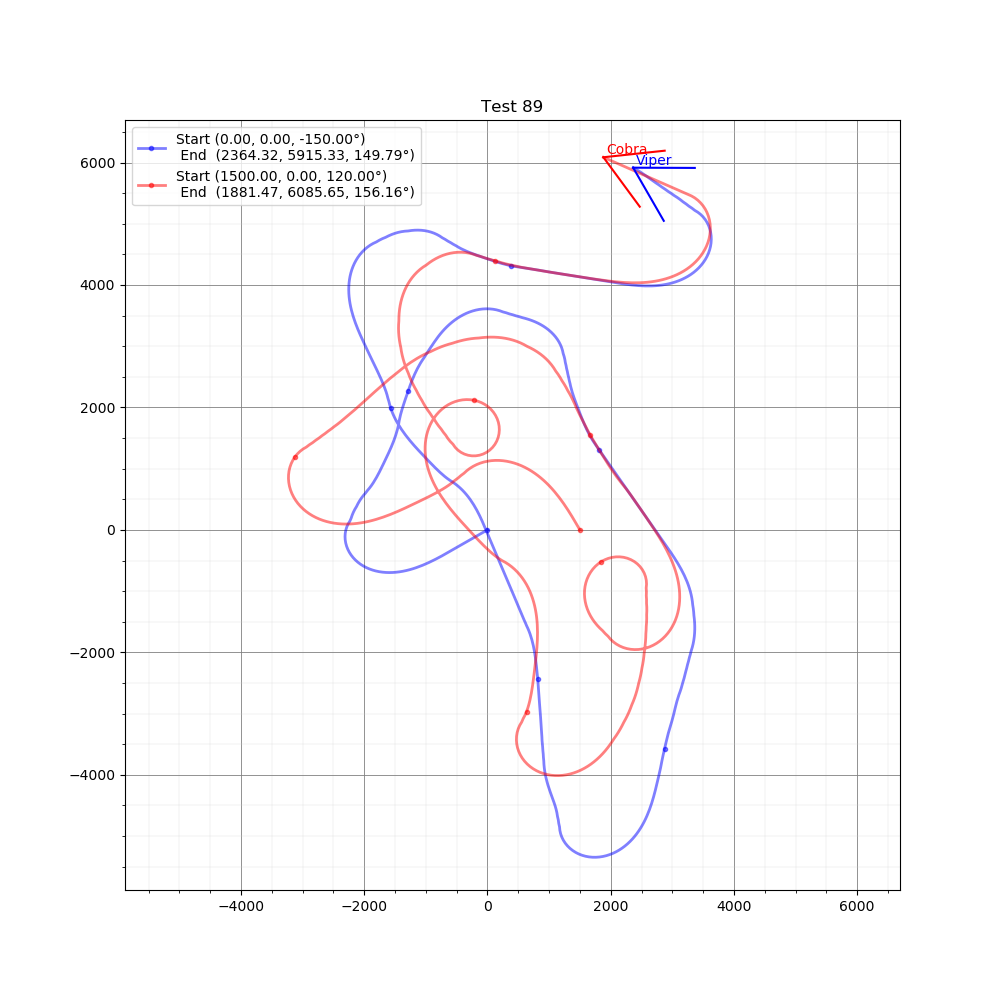 Test 89
Start (0.00, 0.00, -150.00°)
End (2364.32, 5915.33, 149.79°)
Start (1500.00, 0.00, 120.00°)
End (1881.47, 6085.65, 156.16°)
Cobra
Viper
6000
4000
2000
0
−2000
−4000
−4000 −2000 0 2000 4000 6000